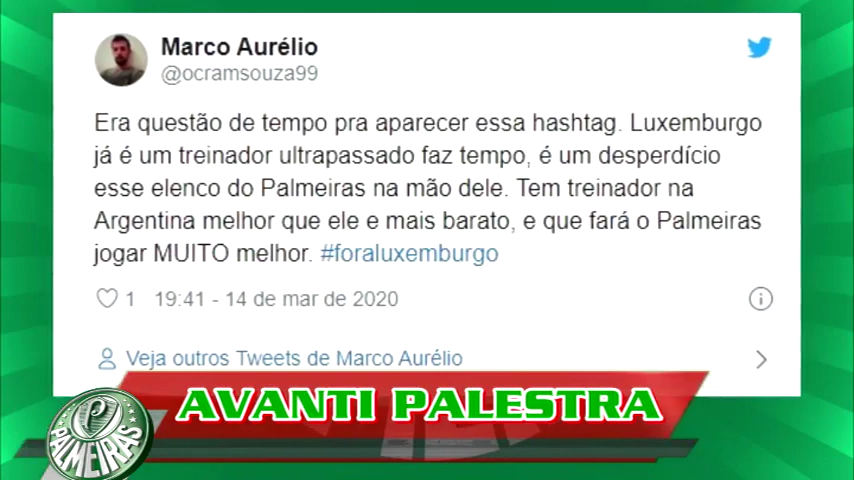 Marco Aurélio
@ocramsouza99
Era questão de tempo pra aparecer essa hashtag. Luxemburgo
já é um treinador ultrapassado faz tempo, é um desperdício
esse elenco do Palmeiras na mão dele. Tem treinador na
Argentina melhor que ele e mais barato, e que fará o Palmeiras
jogar MUITO melhor. #foraluxemburgo
1 19:41 - 14 de mar de 2020
Veja outros Tweets de Marco Aurélio
AVANTI PALESTRA
P
PALMEIRAS